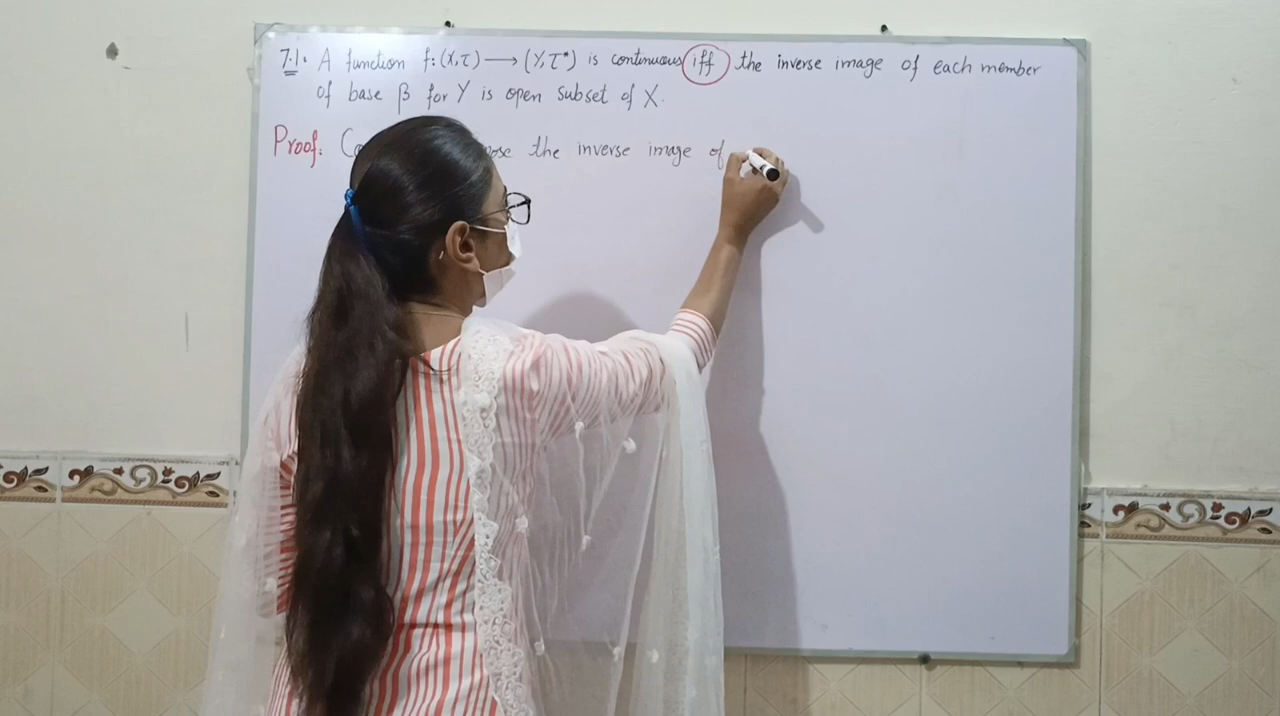 7.1. A function f: (X,τ) ⟶ (Y,τ*) is continuous iff the inverse image of each member
of base β for Y is open subset of X.
Proof: the inverse image of